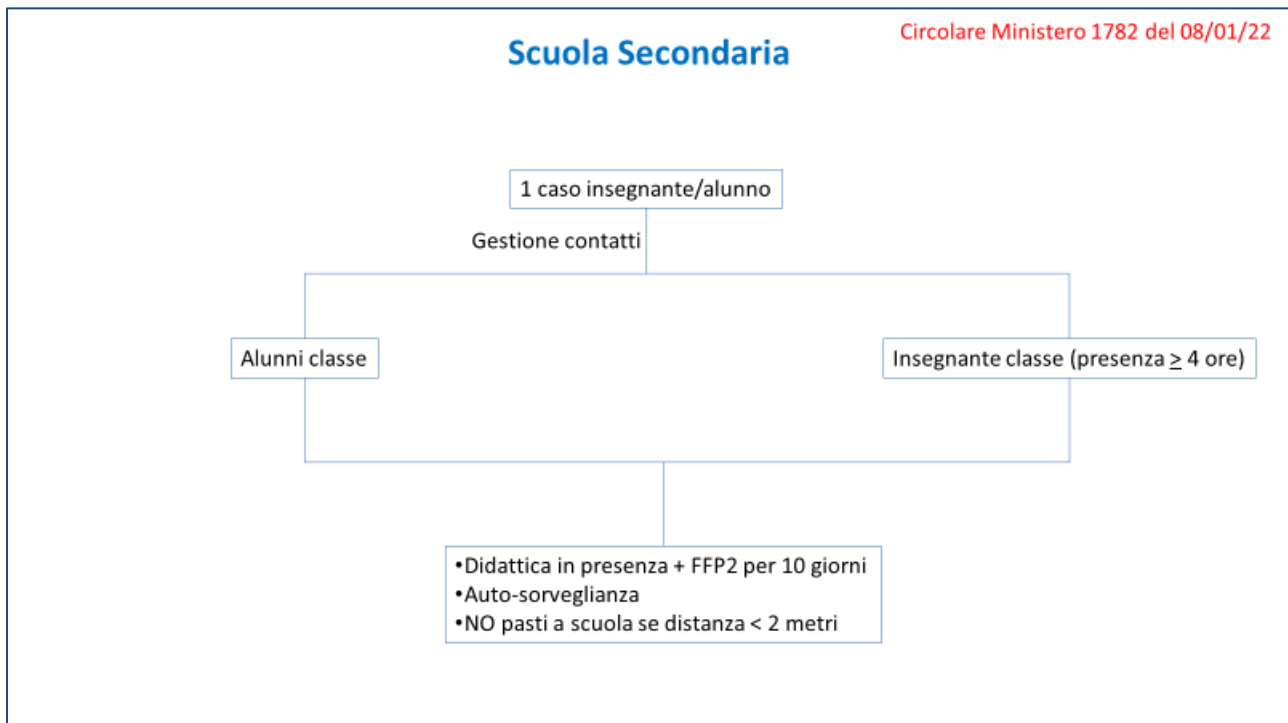 Circolare Ministero 1782 del 08/01/22
Scuola Secondaria
1 caso insegnante/alunno
Gestione contatti
Alunni classe
Insegnante classe (presenza > 4 ore)
•Didattica in presenza + FFP2 per 10 giorni
•Auto-sorveglianza
•NO pasti a scuola se distanza < 2 metri